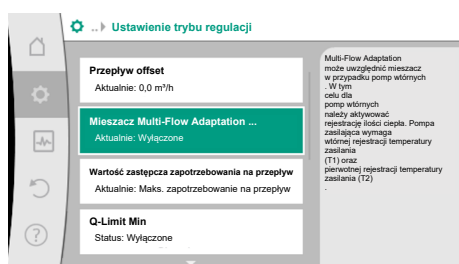 ..▸ Ustawienie trybu regulacji
Przepływ offset
Aktualnie: 0,0 m³/h
Mieszacz Multi-Flow Adaptation ...
Aktualnie: Wyłączone
Wartość zastępcza zapotrzebowania na przepływ
Aktualnie: Maks. zapotrzebowanie na przepływ
Q-Limit Min
Status: Wyłączone
Multi-Flow Adaptation
może uwzględnić mieszacz
w przypadku pomp wtórnych
. W tym
celu dla
pomp wtórnych
należy aktywować
rejestrację ilości ciepła. Pompa
zasilająca wymaga
wtórnej rejestracji temperatury
zasilania
(T1) oraz
pierwotnej rejestracji temperatury
zasilania (T2)
.